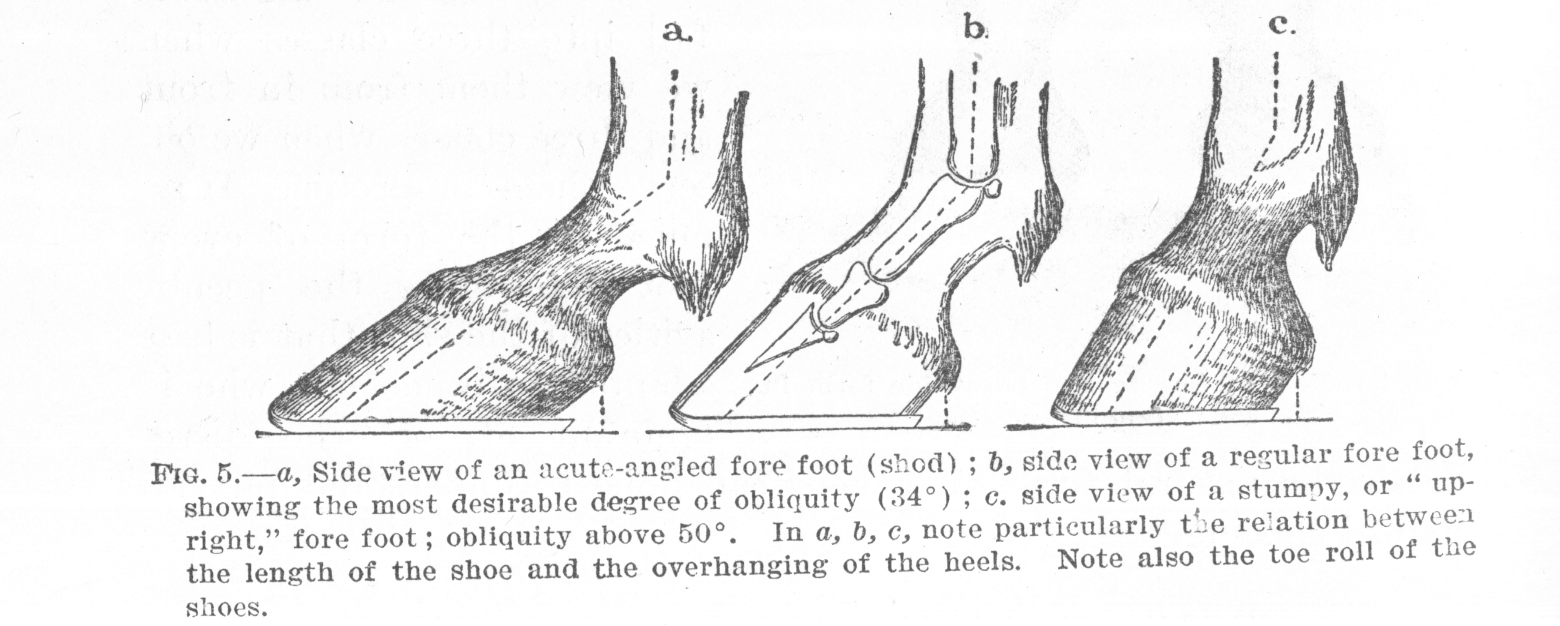 a. b. c.
FIG. 5.—a, Side view of an acute-angled fore foot (shod) ; b, side view of a regular fore foot,
showing the most desirable degree of obliquity (34°) ; c. side view of a stumpy, or “ up-
right,” fore foot ; obliquity above 50°. In a, b, c, note particularly the relation between
the length of the shoe and the overhanging of the heels. Note also the toe roll of the
shoes.